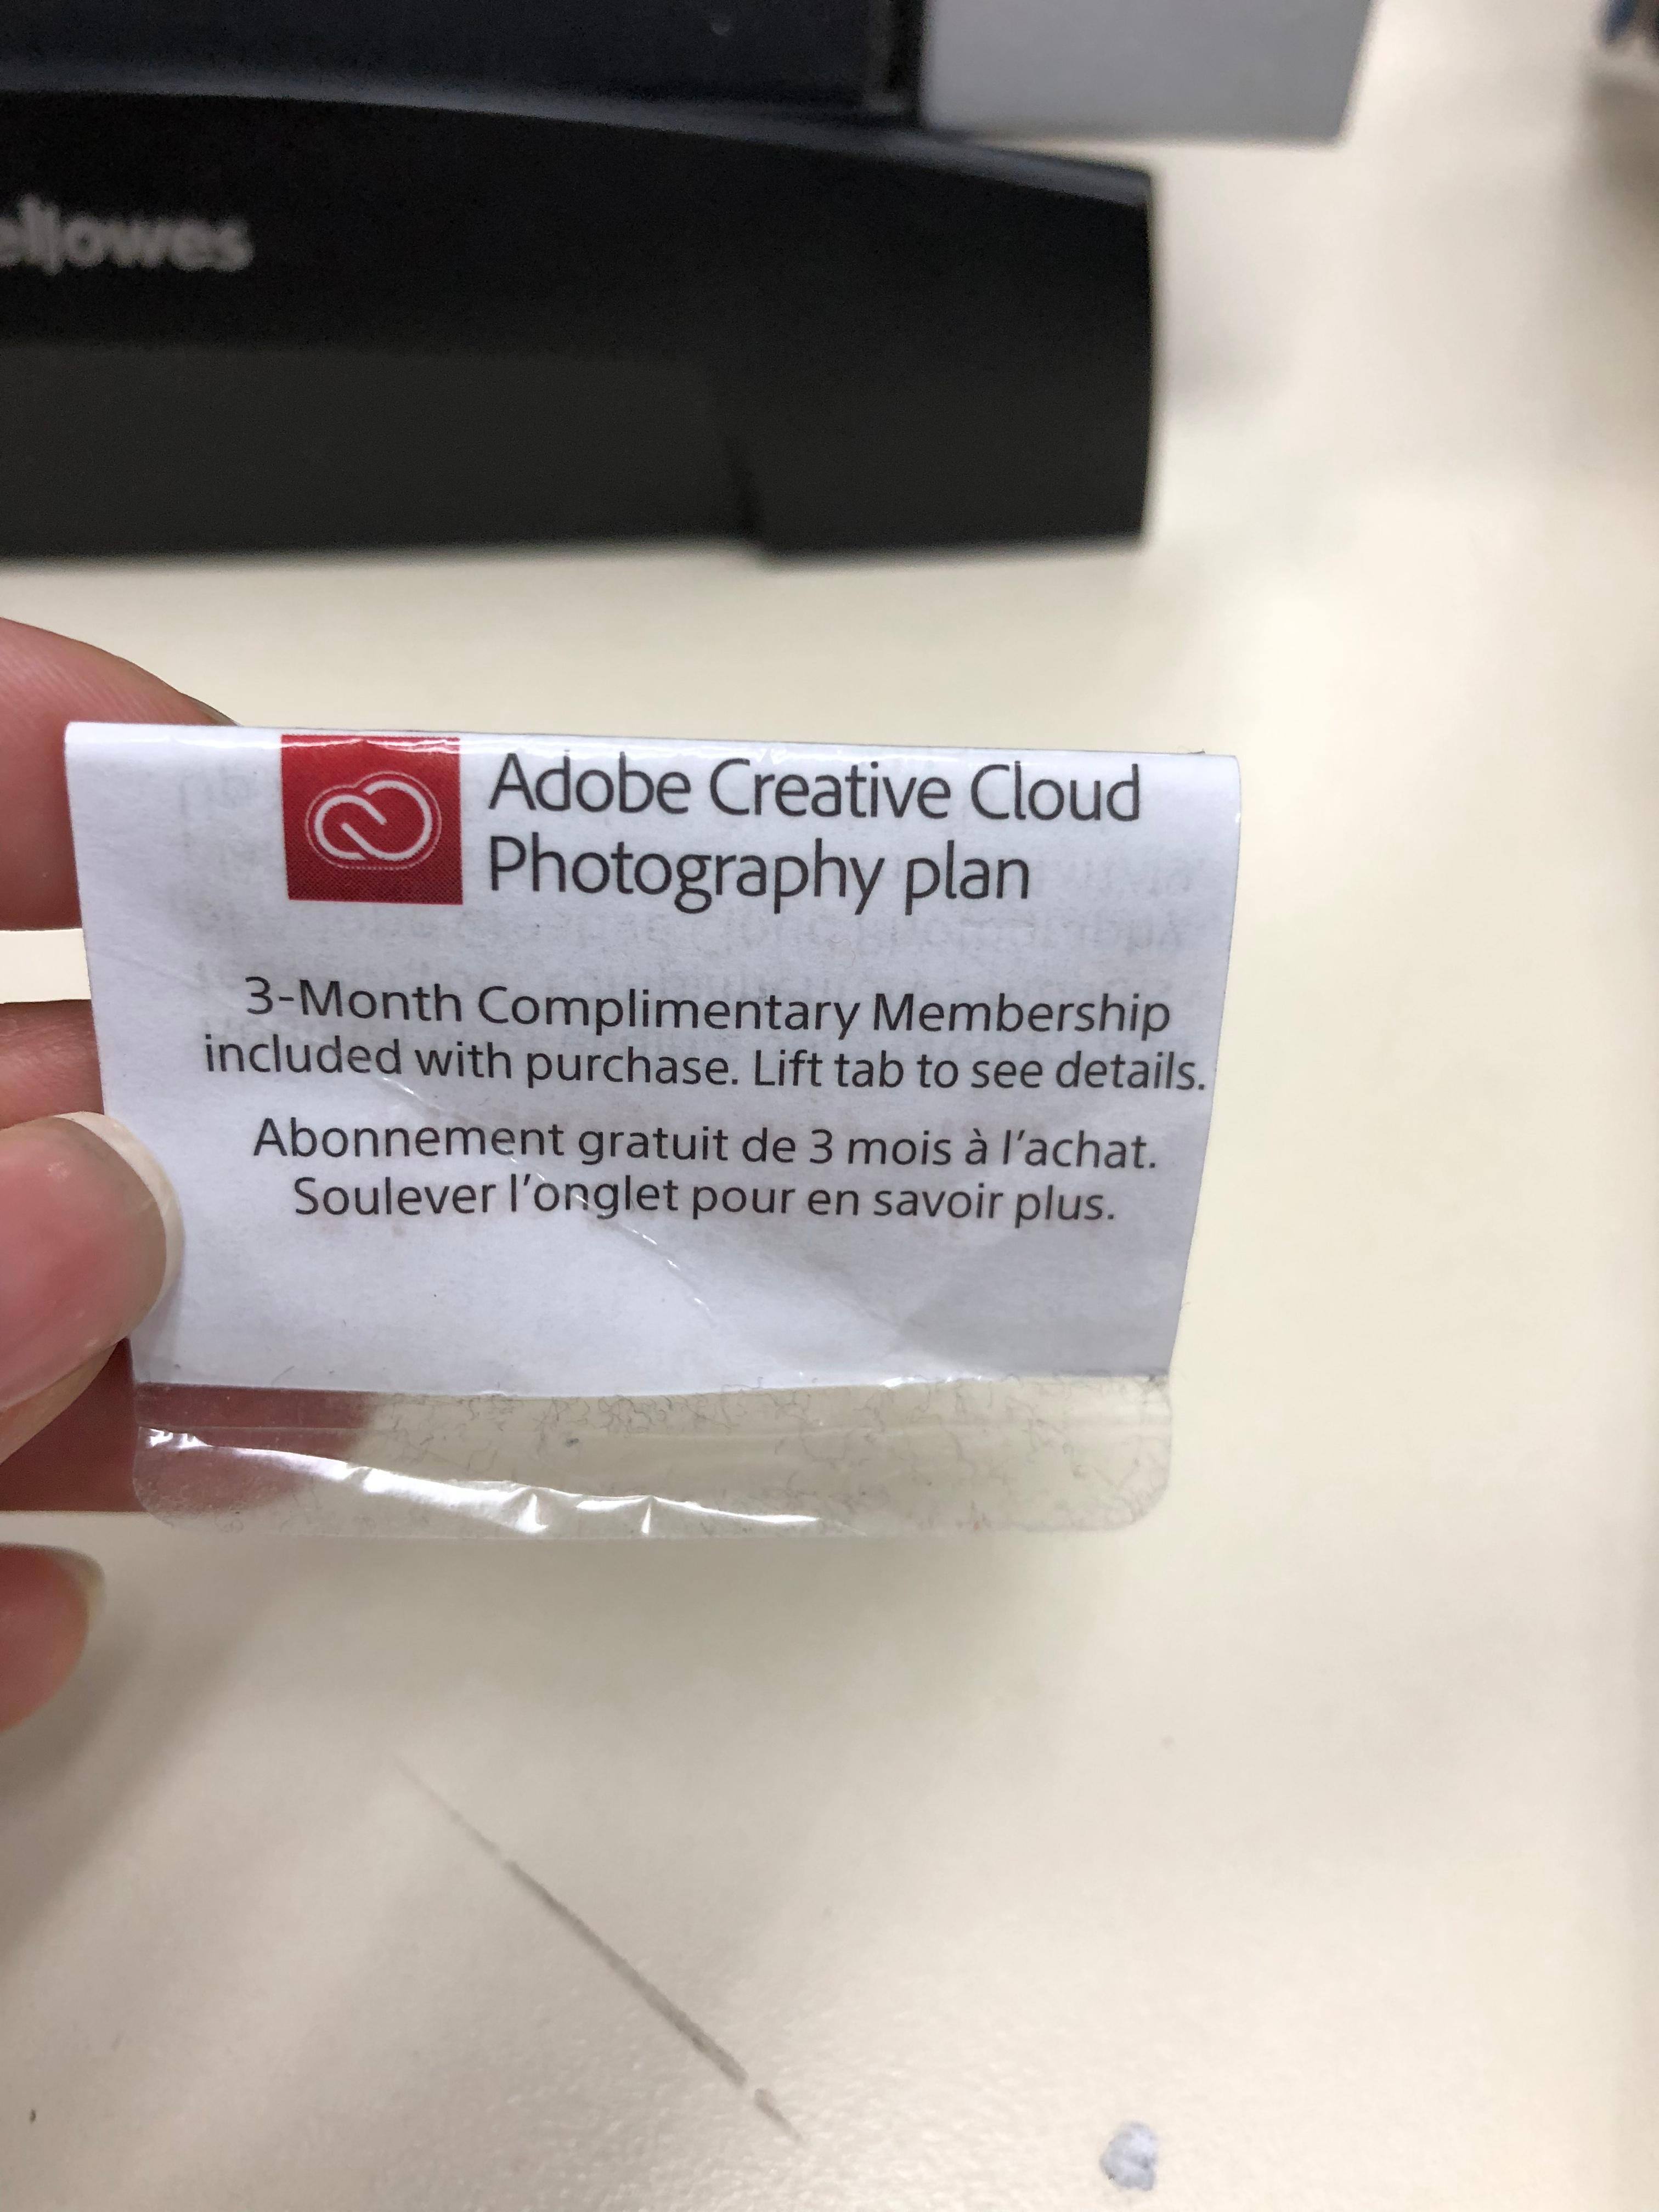 ellowes
Adobe Creative Cloud
Photography plan
3-Month Complimentary Membership
included with purchase. Lift tab to see details.
Abonnement gratuit de 3 mois à l'achat.
Soulever l'onglet pour en savoir plus.